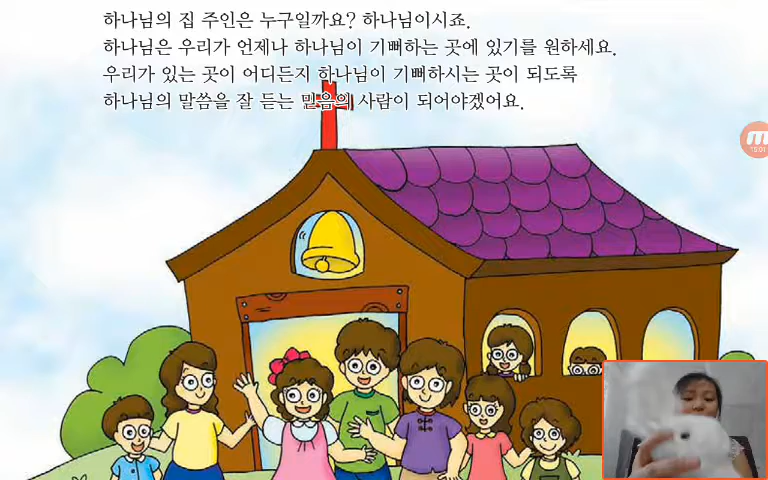 하나님의 집 주인은 누구일까요? 하나님이시죠.
하나님은 우리가 언제나 하나님이 기뻐하는 곳에 있기를 원하세요.
우리가 있는 곳이 어디든지 하나님이 기뻐하시는 곳이 되도록
하나님의 말씀을 잘 듣는 믿음의 사람이 되어야겠어요.